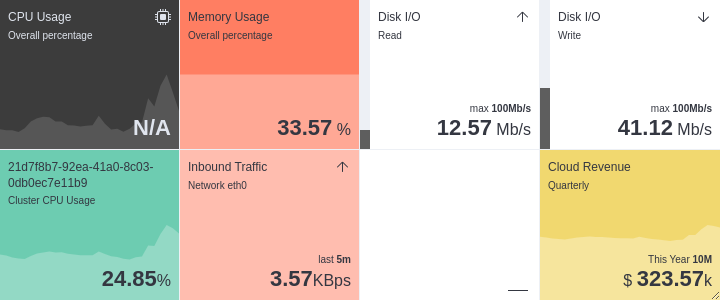 CPU Usage
Overall percentage
N/A
Memory Usage
Overall percentage
33.57 %
Disk I/O
Read
max 100Mb/s
12.57 Mb/s
Disk I/O
Write
max 100Mb/s
41.12 Mb/s
21d7f8b7-92ea-41a0-8c03-
0db0ec7e11b9
Cluster CPU Usage
24.85%
Inbound Traffic
Network eth0
last 5m
3.57KBps
Cloud Revenue
Quarterly
This Year 10M
$ 323.57k